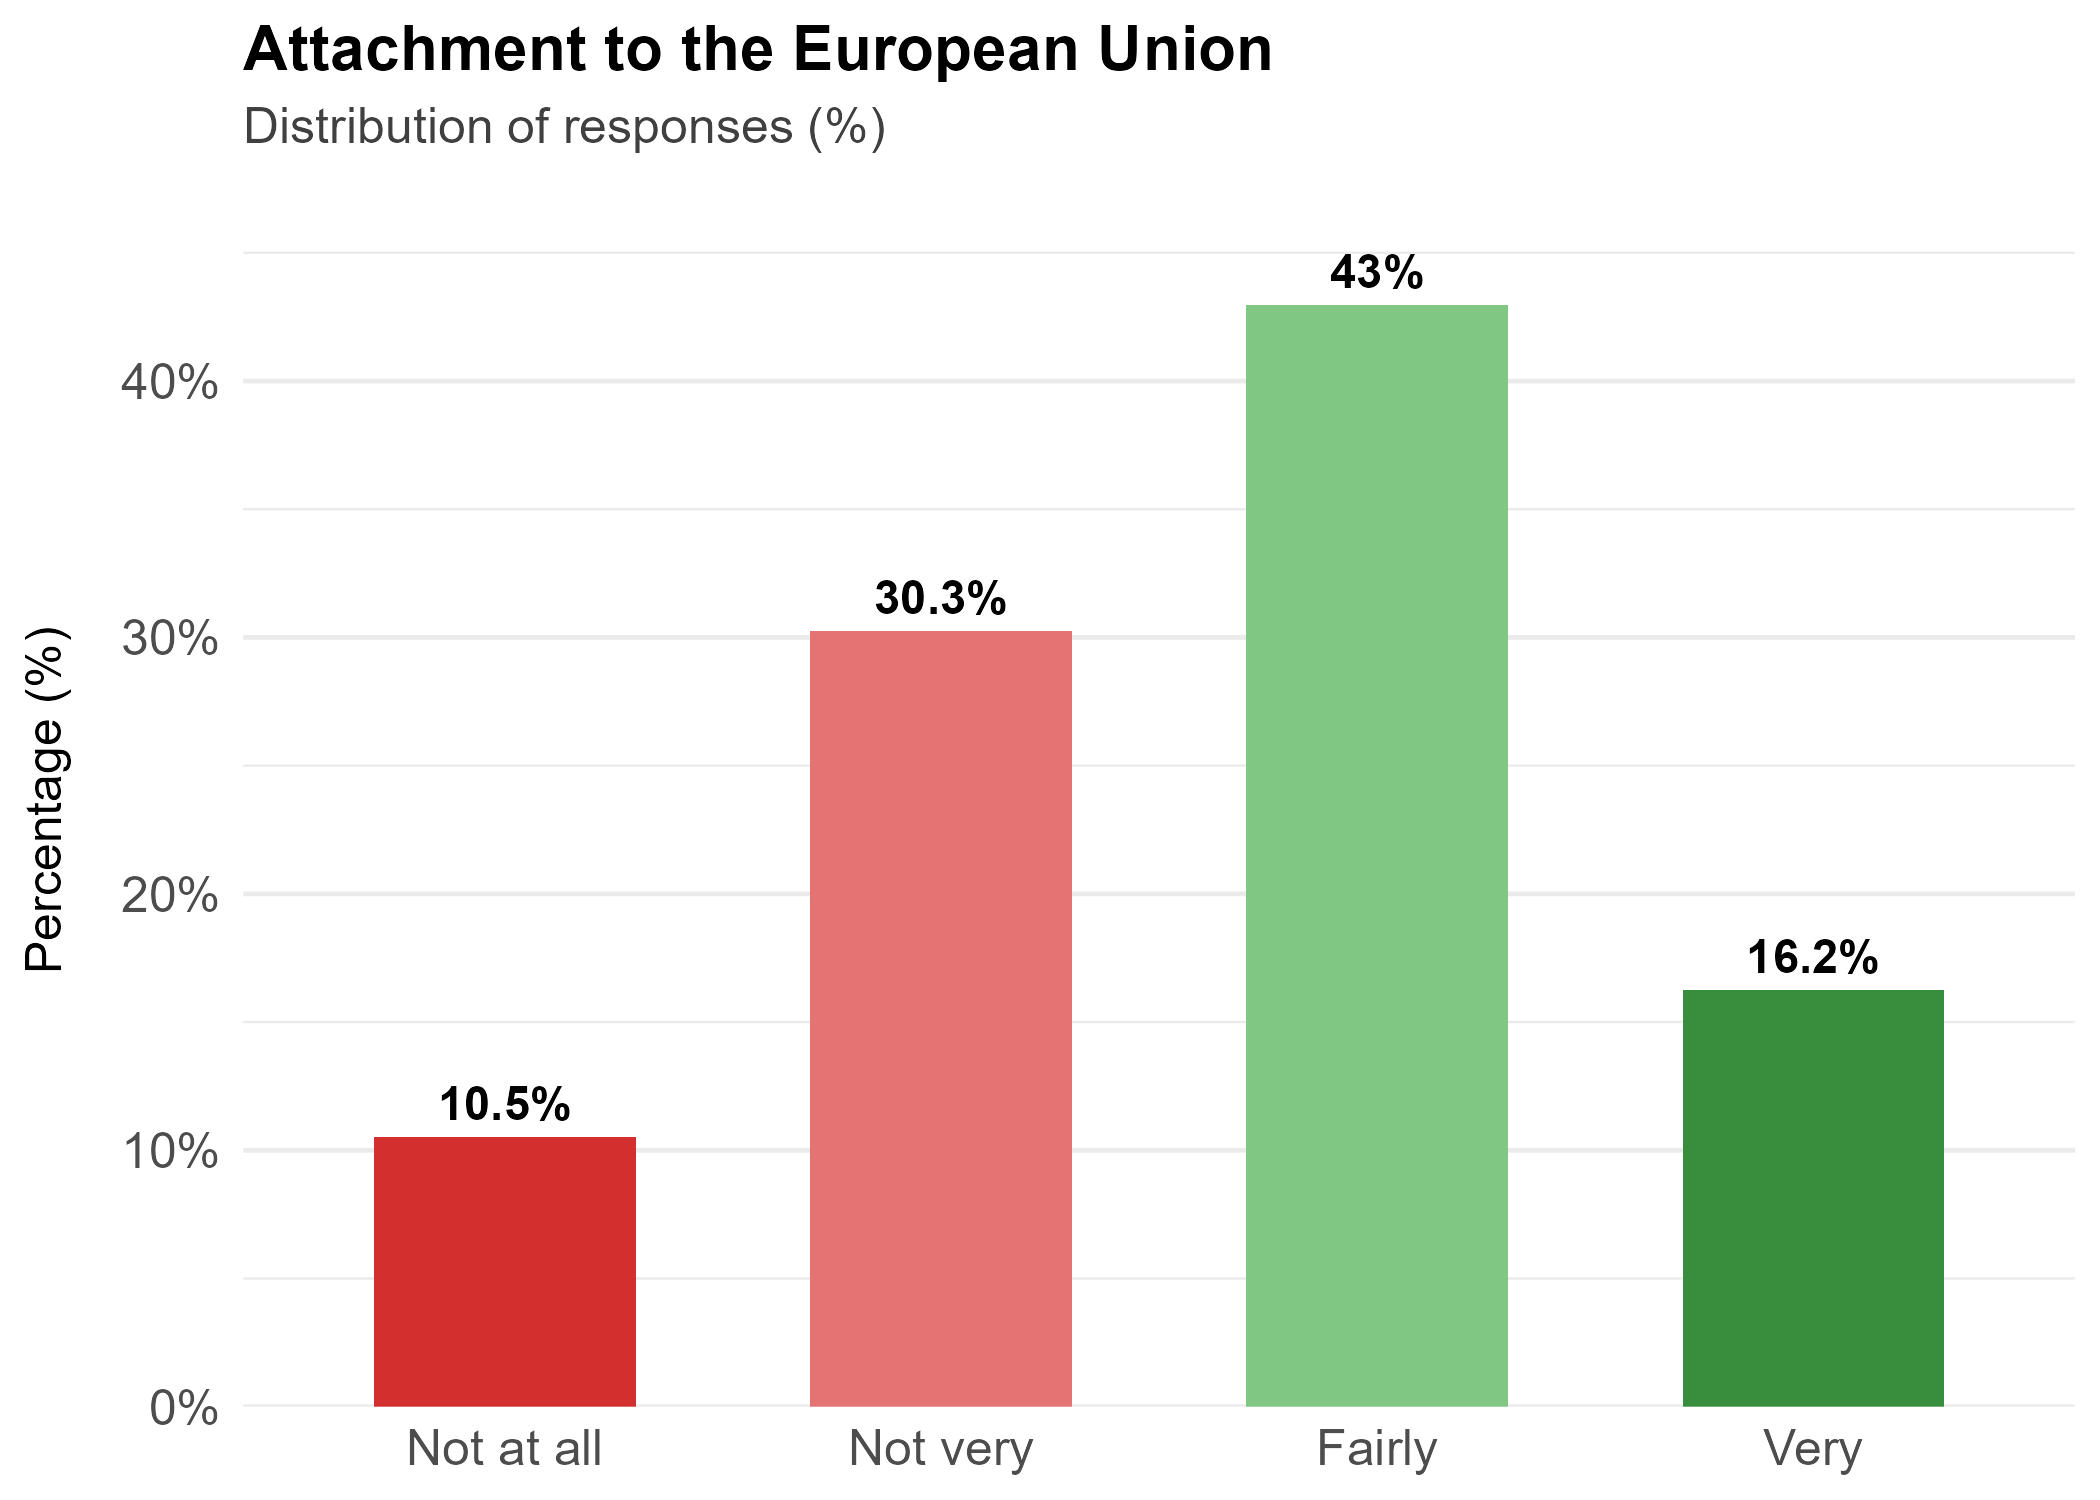 Attachment to the European Union
Distribution of responses (%)
Percentage (%)
40%
30%
20%
10%
0%
10.5%
30.3%
43%
16.2%
Not at all
Not very
Fairly
Very